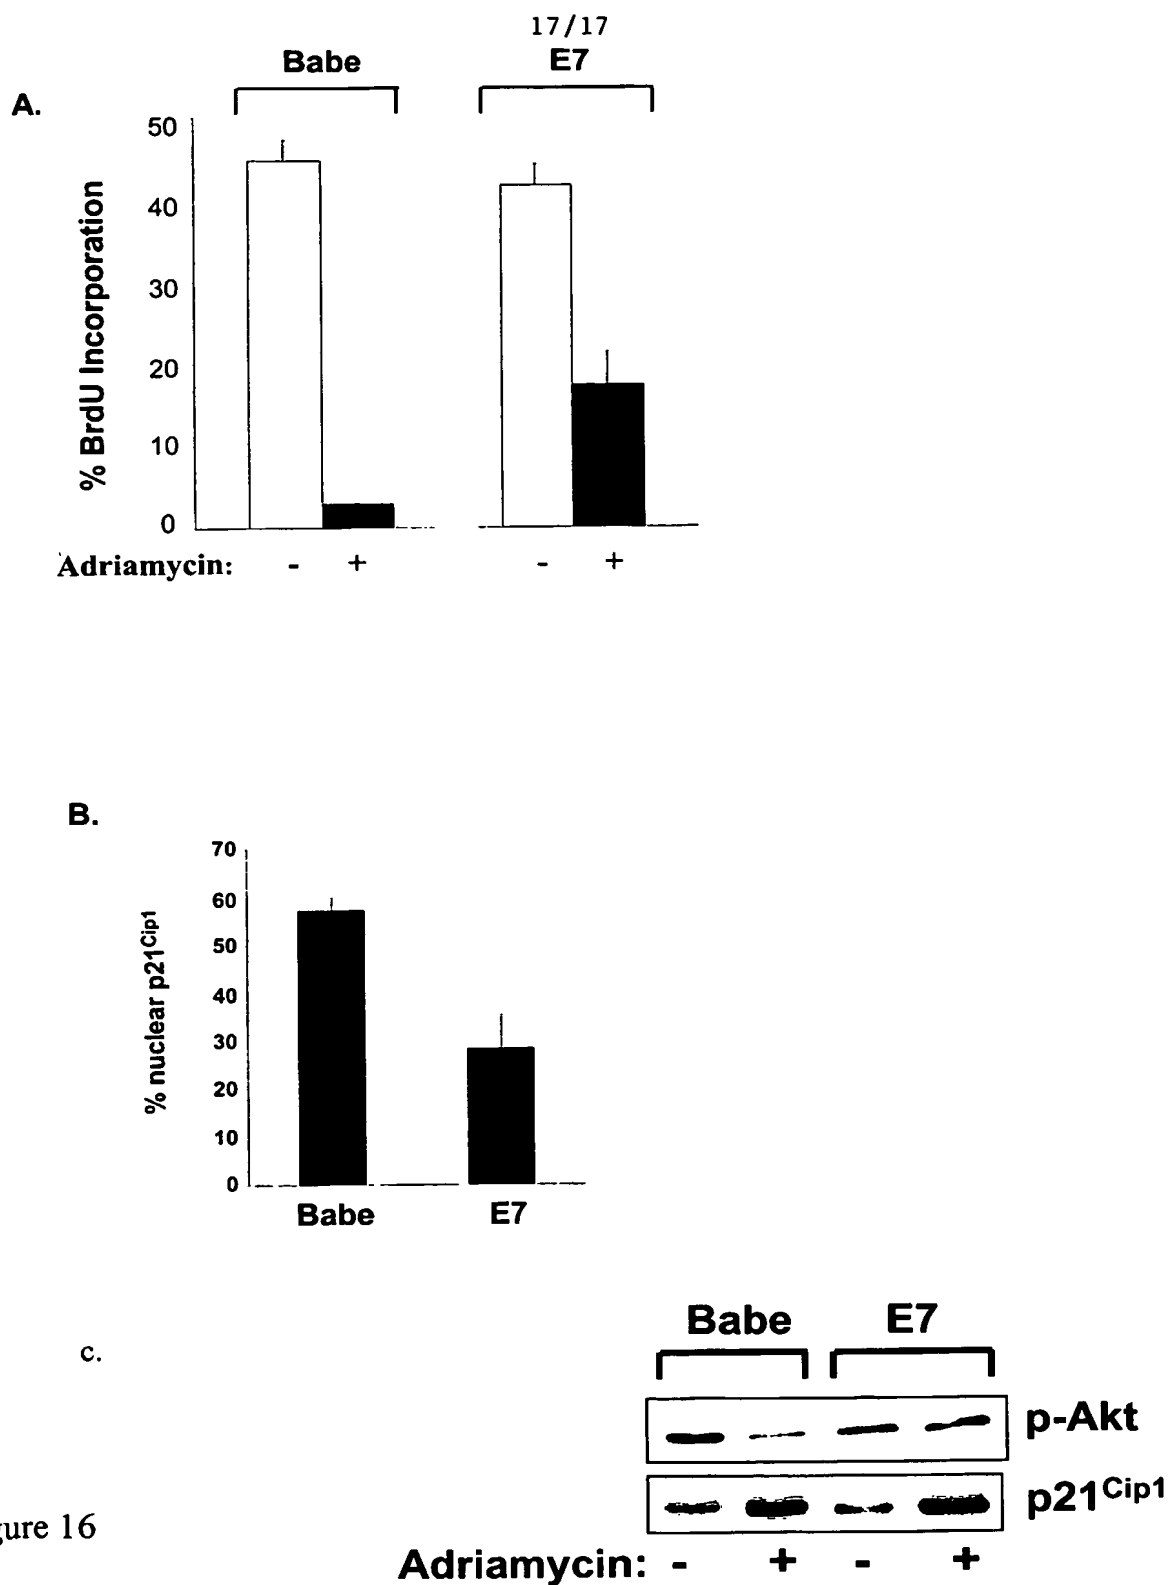 17/17
Babe E7
A.
50
40
30
20
10
0
% BrdU Incorporation
Adriamycin: - + - +
B.
70
60
50
40
30
20
10
0
% nuclear p21Cip1
Babe E7
c.
Babe E7
p-Akt
p21Cip1
Adriamycin: - + - +
gure 16